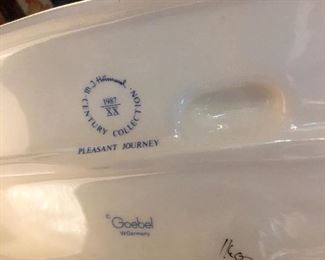 M.J. Hummel
CENTURY COLLECTION
1987
XX
PLEASANT JOURNEY
© Goebel
W.Germany